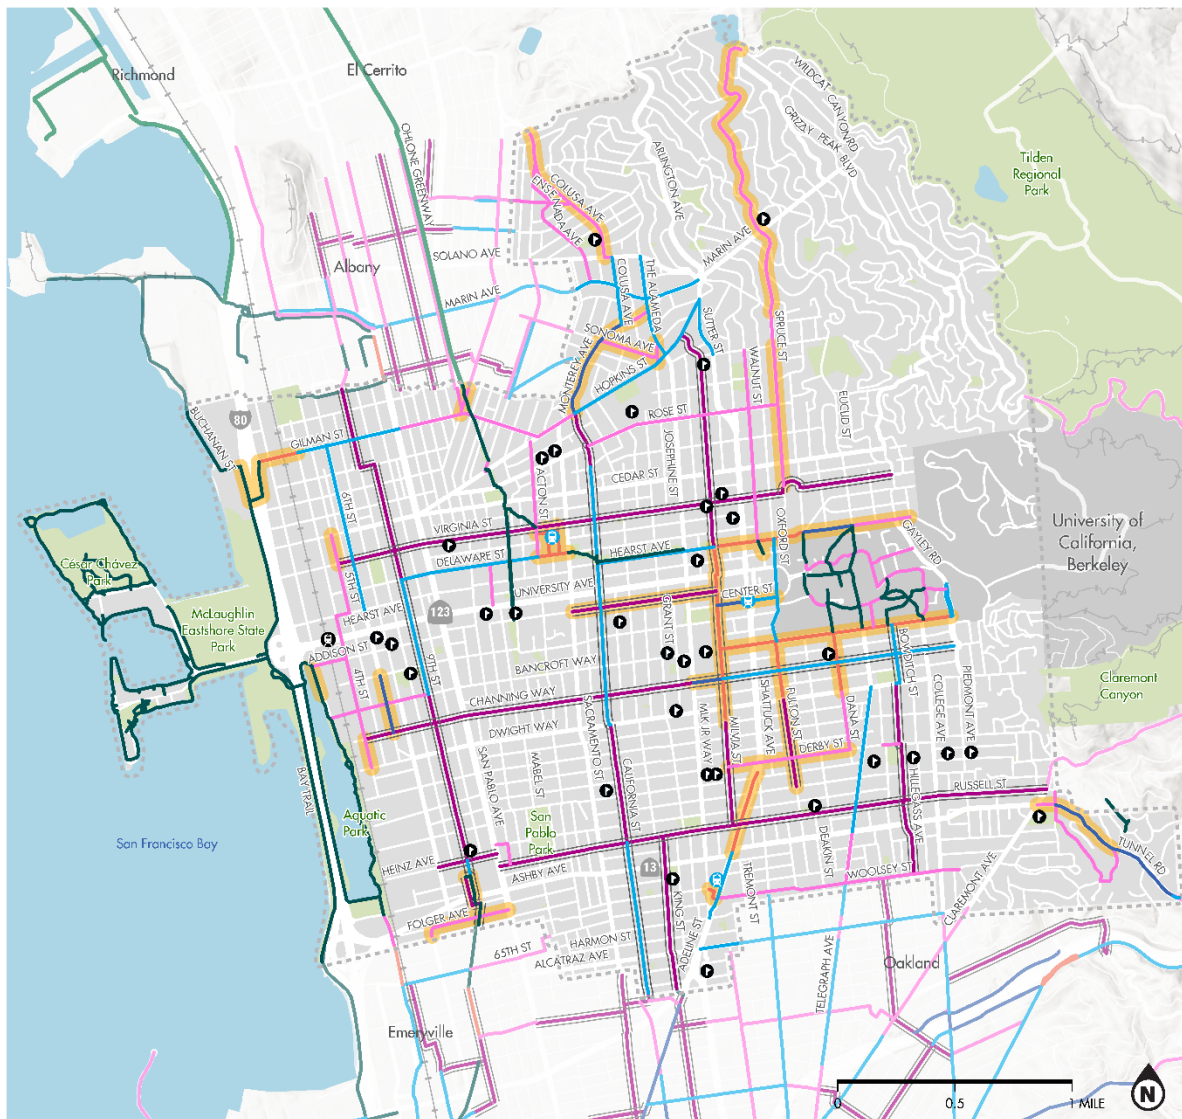 Richmond
El Cerrito
WILDCAT CANYON RD
GRIZZLY PEAK BLVD
OHLONE GREENWAY
ARLINGTON AVE
Tilden
Regional
Park
COLUSA AVE
ENSENADA AVE
SOLANO AVE
MARIN AVE
Albany
MARIN AVE
COLUSA AVE
THE ALAMEDA
SUTTER ST
SPRUCE ST
SONOMA AVE
MONTEREY AVE
HOPKINS ST
WALNUT ST
EUCLID ST
BUCHANAN ST
80
GILMAN ST
ROSE ST
JOSEPHINE ST
6TH ST
ACTON ST
CEDAR ST
VIRGINIA ST
OXFORD ST
GAYLEY RD
University of
California,
Berkeley
César Chávez
Park
5TH ST
DELAWARE ST
HEARST AVE
UNIVERSITY AVE
CENTER ST
McLaughlin
Eastshore State
Park
HEARST AVE
123
ADDISON ST
GRANT ST
4TH ST
9TH ST
BANCROFT WAY
BOWDITCH ST
CHANNING WAY
DWIGHT WAY
SACRAMENTO ST
MLK JR WAY
MILVIA ST
SHATTUCK AVE
FULTON ST
DANA ST
COLLEGE AVE
PIEDMONT AVE
Claremont
Canyon
DERBY ST
SAN PABLO AVE
MABEL ST
CALIFORNIA ST
HILLEGASS AVE
RUSSELL ST
BAY TRAIL
Aquatic
Park
San
Pablo
Park
San Francisco Bay
DEAKIN ST
TUNNEL RD
HEINZ AVE
ASHBY AVE
13
WOOLSEY ST
CLAREMONT AVE
KING ST
TREMONT ST
FOLGER AVE
ADELINE ST
65TH ST
HARMON ST
ALCATRAZ AVE
TELEGRAPH AVE
Oakland
Emeryville
0
0.5
1 MILE
N